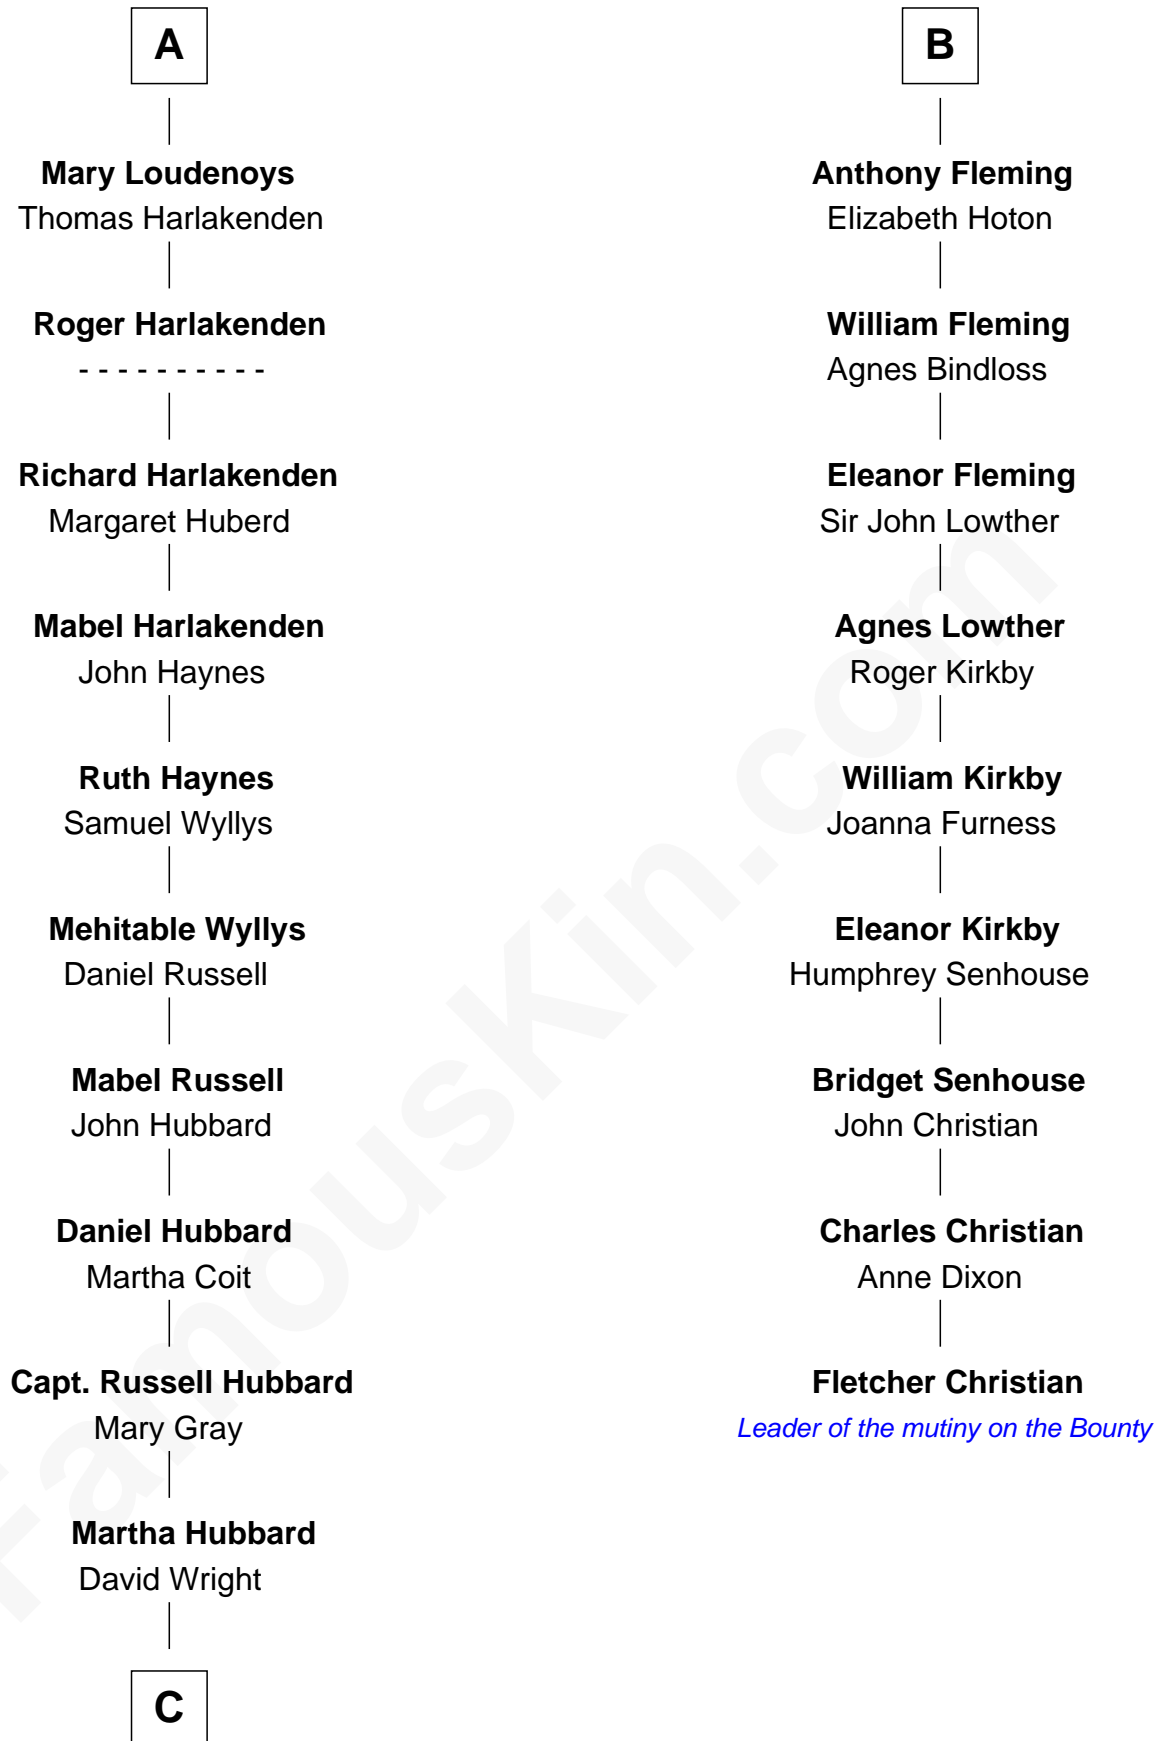 A
Mary Loudenoys
Thomas Harlakenden
Roger Harlakenden
- - - - - - - - - -
Richard Harlakenden
Margaret Huberd
Mabel Harlakenden
John Haynes
Ruth Haynes
Samuel Wyllys
Mehitable Wyllys
Daniel Russell
Mabel Russell
John Hubbard
Daniel Hubbard
Martha Coit
Capt. Russell Hubbard
Mary Gray
Martha Hubbard
David Wright
C
B
Anthony Fleming
Elizabeth Hoton
William Fleming
Agnes Bindloss
Eleanor Fleming
Sir John Lowther
Agnes Lowther
Roger Kirkby
William Kirkby
Joanna Furness
Eleanor Kirkby
Humphrey Senhouse
Bridget Senhouse
John Christian
Charles Christian
Anne Dixon
Fletcher Christian
Leader of the mutiny on the Bounty
FamousKin.com